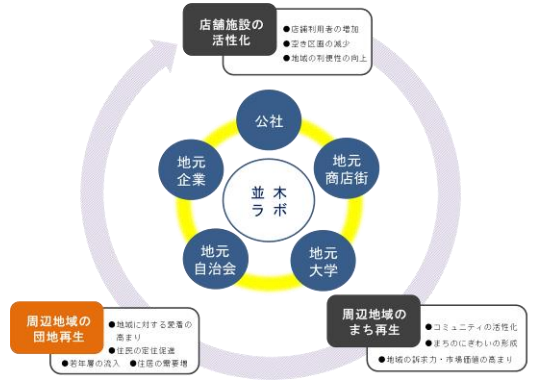 店舗施設の
活性化
●店舗利用者の増加
●空き区画の減少
●地域の利便性の向上
公社
地元
企業
地元
商店街
並木
ラボ
地元
自治会
地元
大学
周辺地域の
団地再生
●地域に対する愛着の
高まり
●住民の定住促進
●若年層の流入 ●住居の需要増
周辺地域の
まち再生
●コミュニティの活性化
●まちのにぎわいの形成
●地域の訴求力・市場価値の高まり